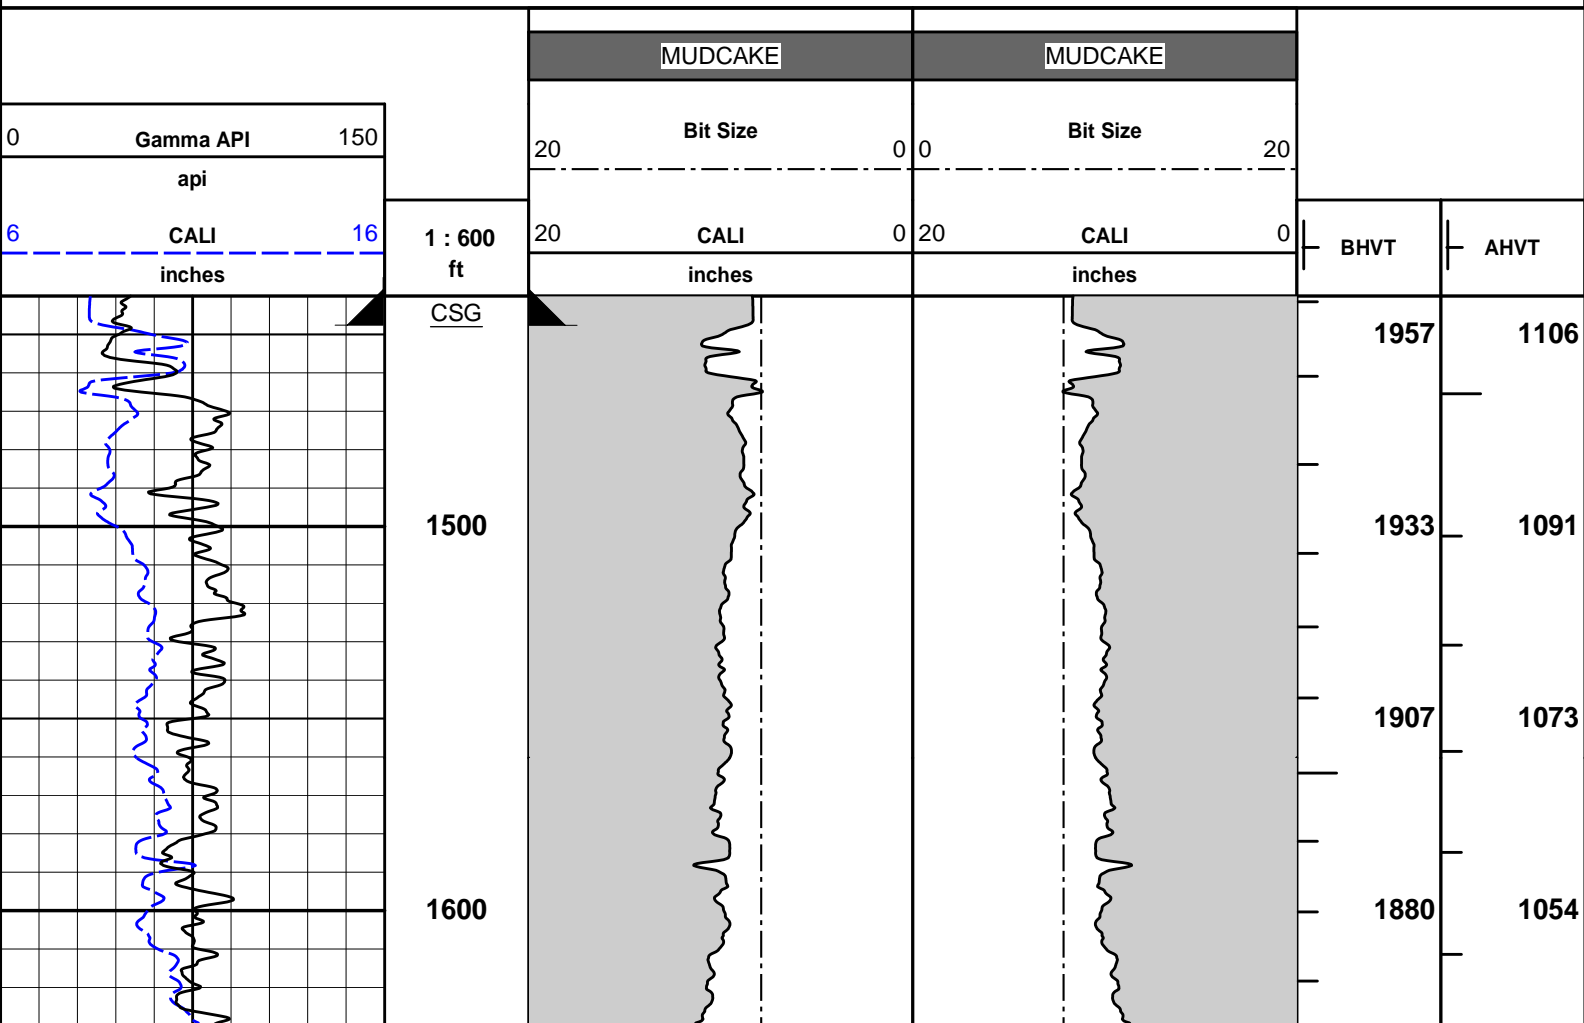 MUDCAKE MUDCAKE
0 Gamma API 150
api
Bit Size Bit Size
20 0 0 20
6 CALI 16
inches
1 : 600
ft
20 CALI 0 20 CALI 0
inches inches
BHVT AHVT
CSG
1957 1106
1500 1933 1091
1907 1073
1600 1880 1054